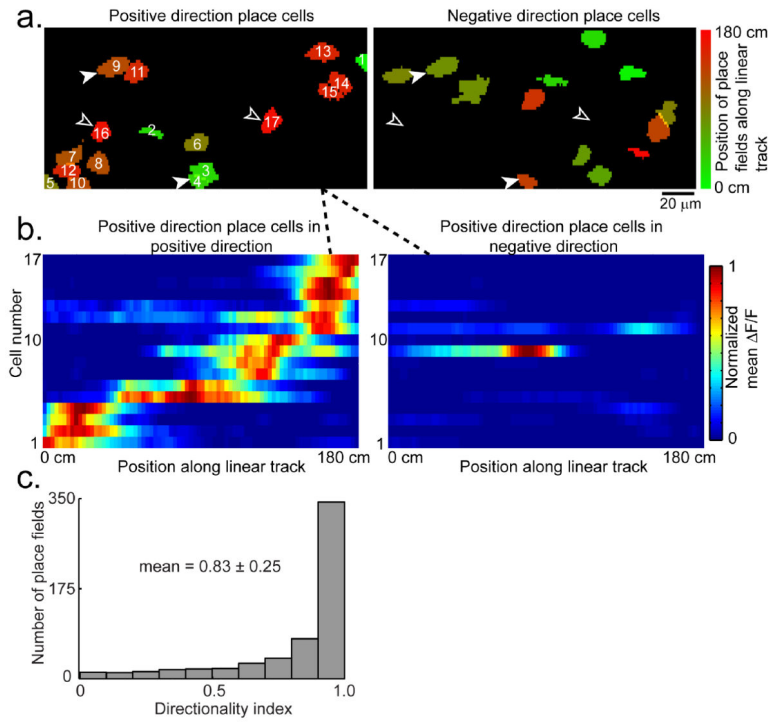 a.
Positive direction place cells
Negative direction place cells
9
11
13
1
14
15
16
2
17
6
7
12
8
3
4
5
10
180 cm
Position of place
fields along linear
track
0 cm
20 μm
b.
Positive direction place cells in
positive direction
Positive direction place cells in
negative direction
17
10
1
Cell number
0 cm
180 cm
Position along linear track
17
10
1
0 cm
180 cm
Position along linear track
1
0
Normalized
mean ΔF/F
c.
350
175
0
Number of place fields
mean = 0.83 ± 0.25
0
0.5
1.0
Directionality index